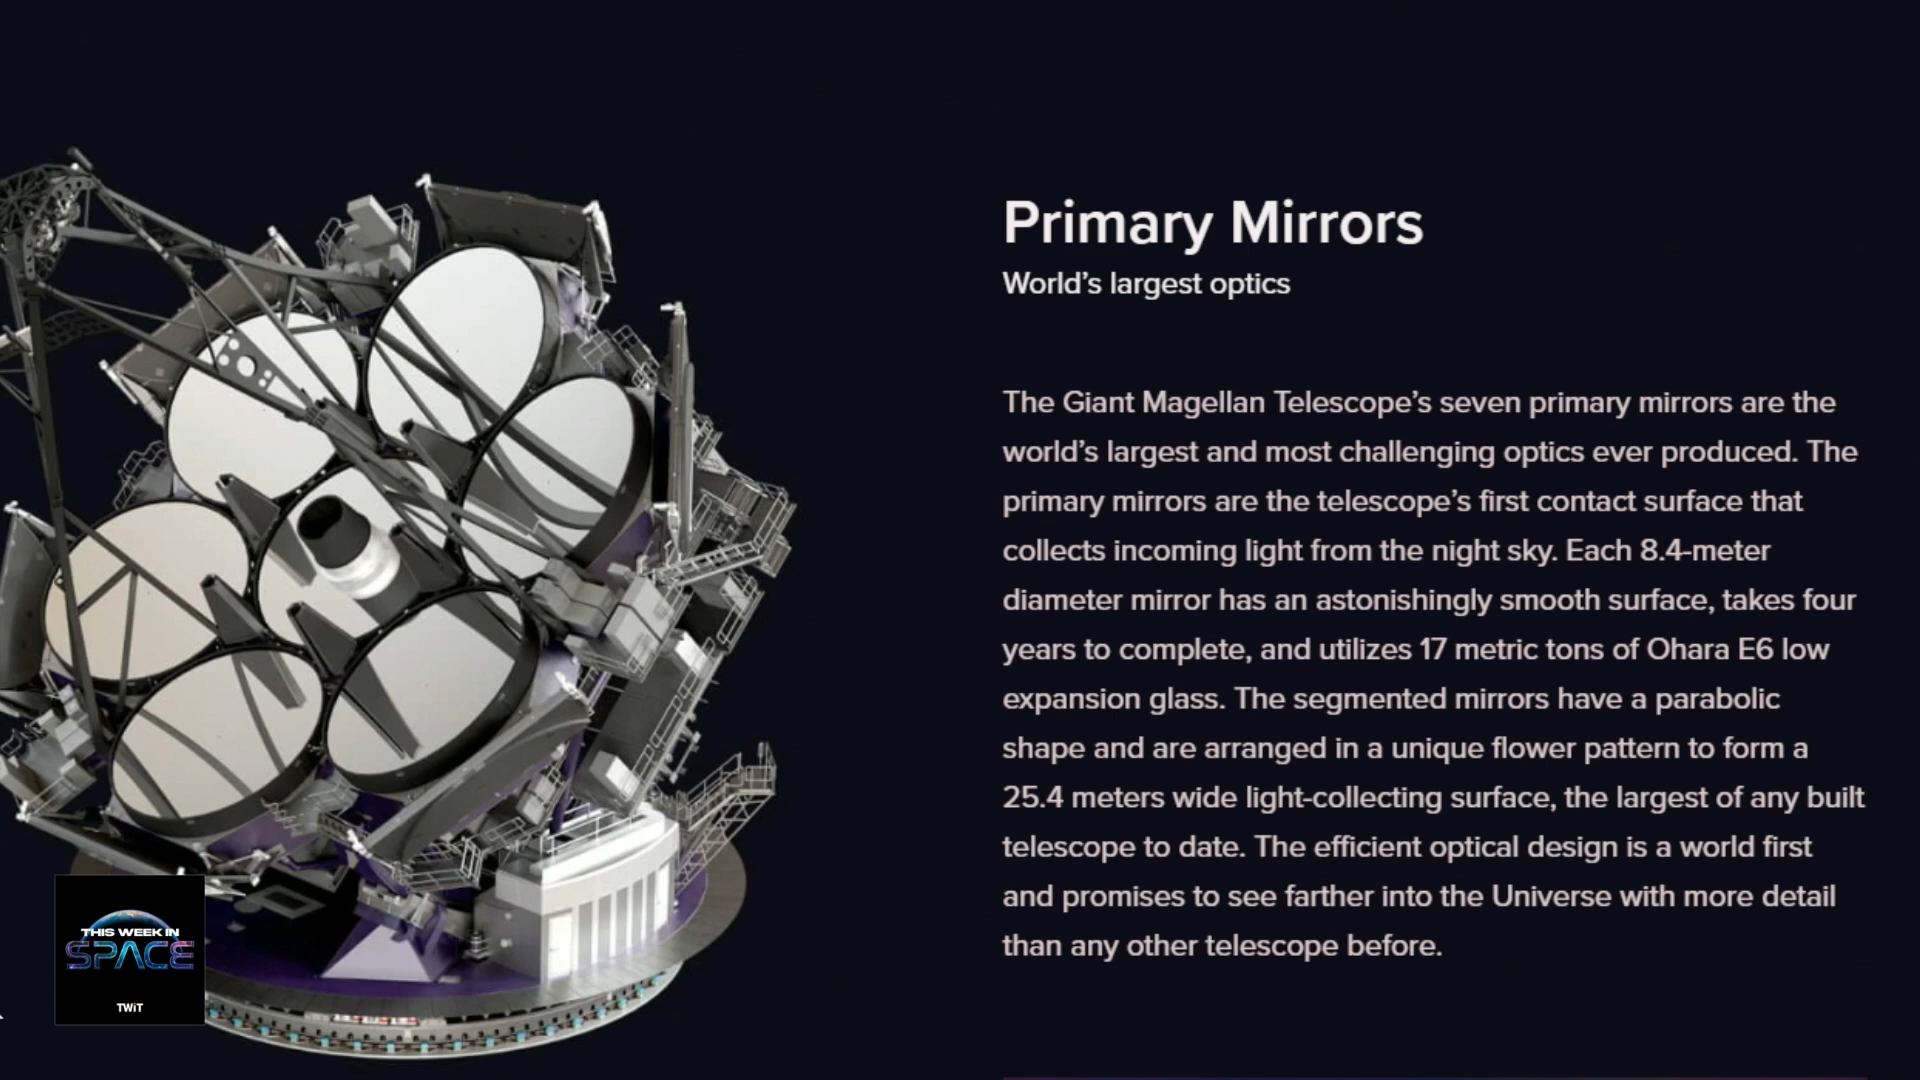 Primary Mirrors
World's largest optics
The Giant Magellan Telescope's seven primary mirrors are the
world's largest and most challenging optics ever produced. The
primary mirrors are the telescope's first contact surface that
collects incoming light from the night sky. Each 8.4-meter
diameter mirror has an astonishingly smooth surface, takes four
years to complete, and utilizes 17 metric tons of Ohara E6 low
expansion glass. The segmented mirrors have a parabolic
shape and are arranged in a unique flower pattern to form a
25.4 meters wide light-collecting surface, the largest of any built
telescope to date. The efficient optical design is a world first
and promises to see farther into the Universe with more detail
than any other telescope before.
THIS WEEK IN
SPACE
TWiT